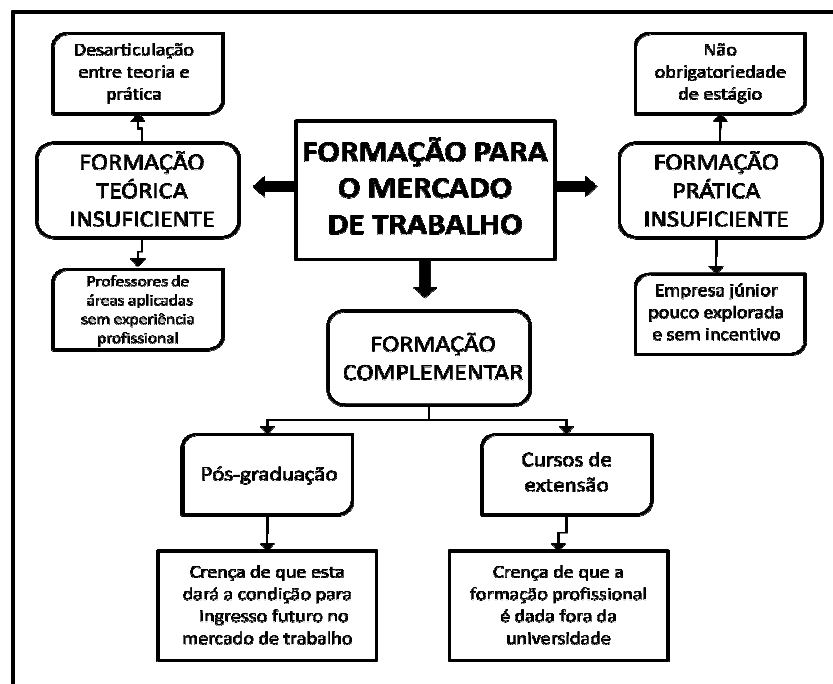 Desarticulação
entre teoria e
prática
FORMAÇÃO
TEÓRICA
INSUFICIENTE
Professores de
áreas aplicadas
sem experiência
profissional
FORMAÇÃO PARA
O MERCADO
DE TRABALHO
Não
obrigatoriedade
de estágio
FORMAÇÃO
PRÁTICA
INSUFICIENTE
Empresa júnior
pouco explorada
e sem incentivo
FORMAÇÃO
COMPLEMENTAR
Pós-graduação
Cursos de
extensão
Crença de que esta
dará a condição para
Ingresso futuro no
mercado de trabalho
Crença de que a
formação profissional
é dada fora da
universidade